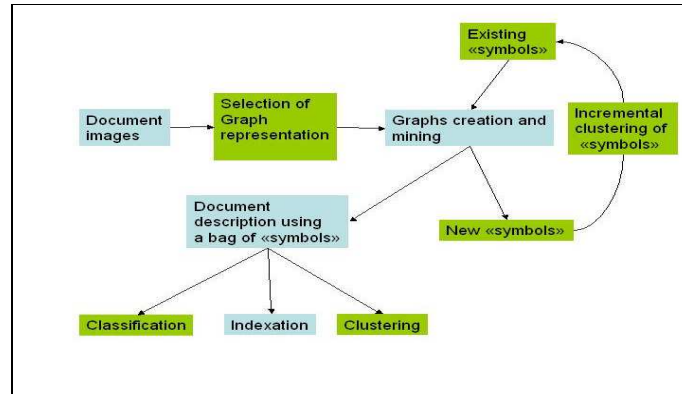 Existing
«symbols»
Selection of
Graph
representation
Document
images
Graphs creation and
mining
Incremental
clustering of
«symbols»
Document
description using
a bag of «symbols»
New «symbols»
Classification
Indexation
Clustering